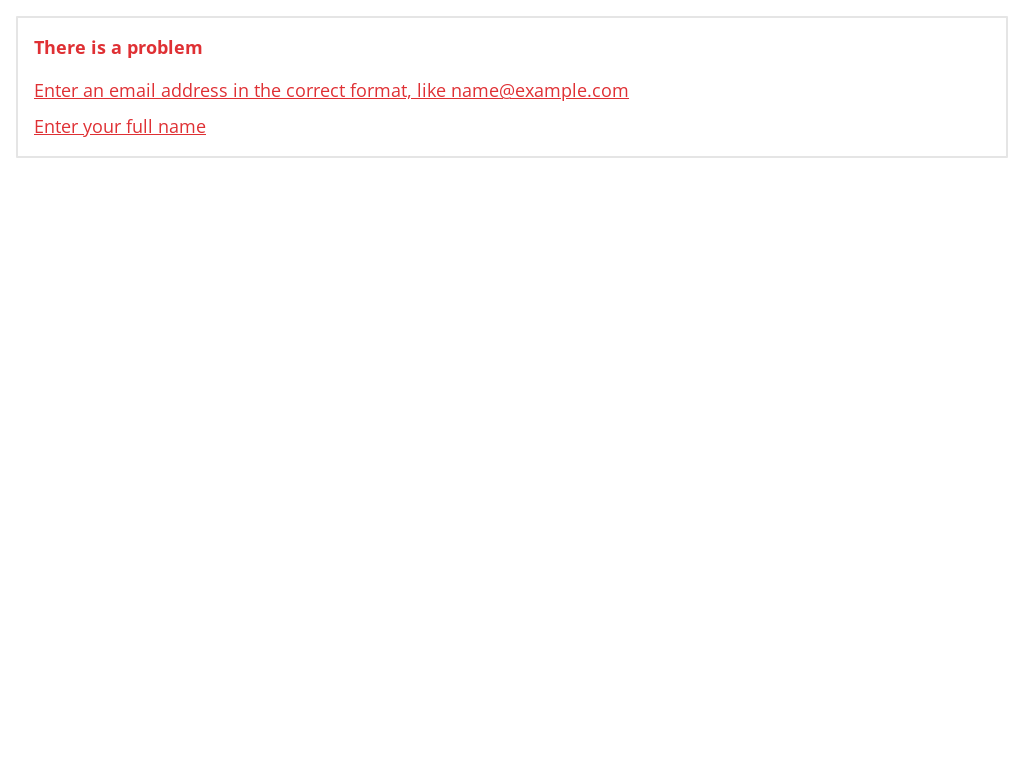 There is a problem
Enter an email address in the correct format, like name@example.com
Enter your full name